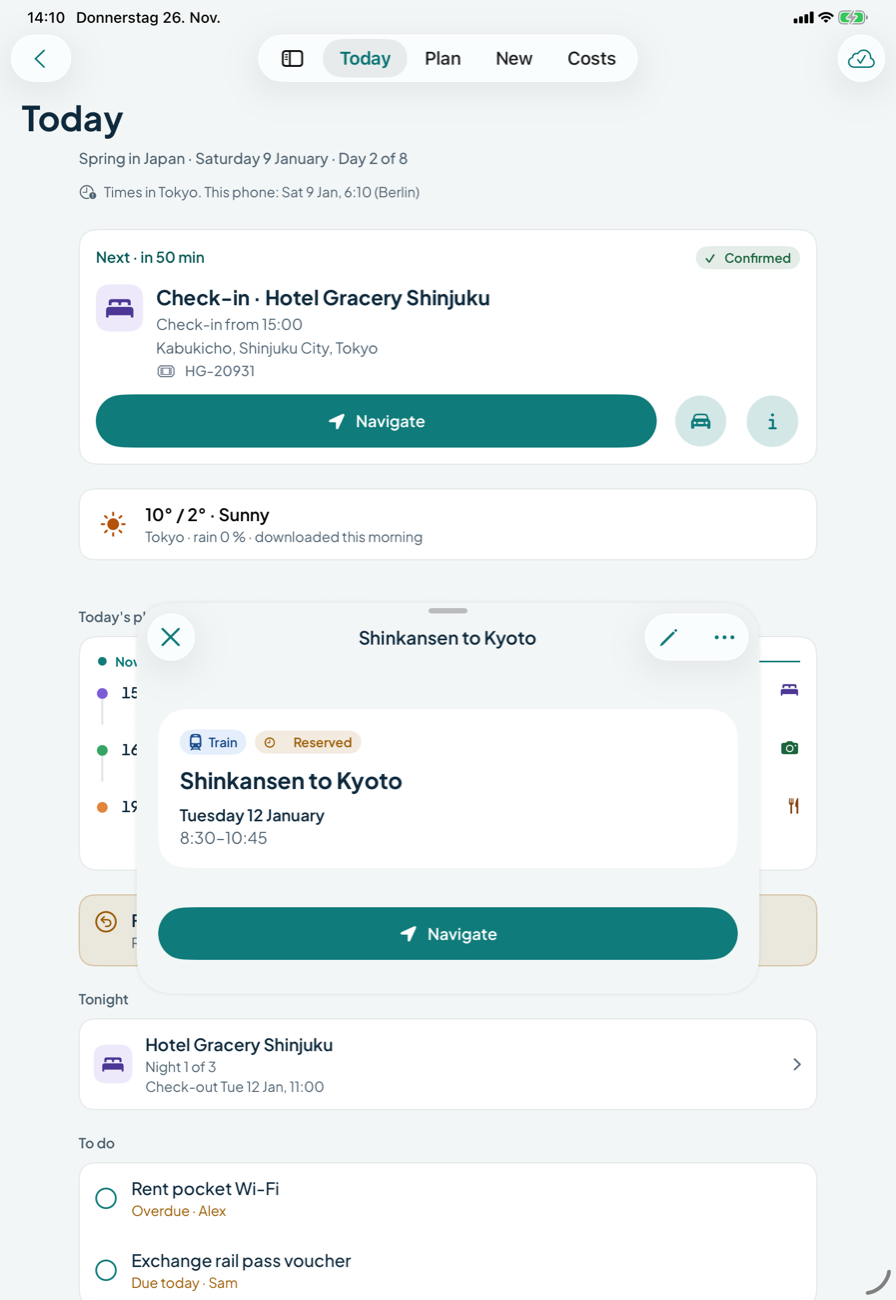 14:10 Donnerstag 26. Nov.
Today
Plan
New
Costs
Today
Spring in Japan · Saturday 9 January · Day 2 of 8
Times in Tokyo. This phone: Sat 9 Jan, 6:10 (Berlin)
Next · in 50 min
Confirmed
Check-in · Hotel Gracery Shinjuku
Check-in from 15:00
Kabukicho, Shinjuku City, Tokyo
HG-20931
Navigate
10° / 2° · Sunny
Tokyo · rain 0 % · downloaded this morning
Today's
Shinkansen to Kyoto
Train
Reserved
Shinkansen to Kyoto
Tuesday 12 January
8:30–10:45
Navigate
15
16
19
Tonight
Hotel Gracery Shinjuku
Night 1 of 3
Check-out Tue 12 Jan, 11:00
To do
Rent pocket Wi-Fi
Overdue · Alex
Exchange rail pass voucher
Due today · Sam